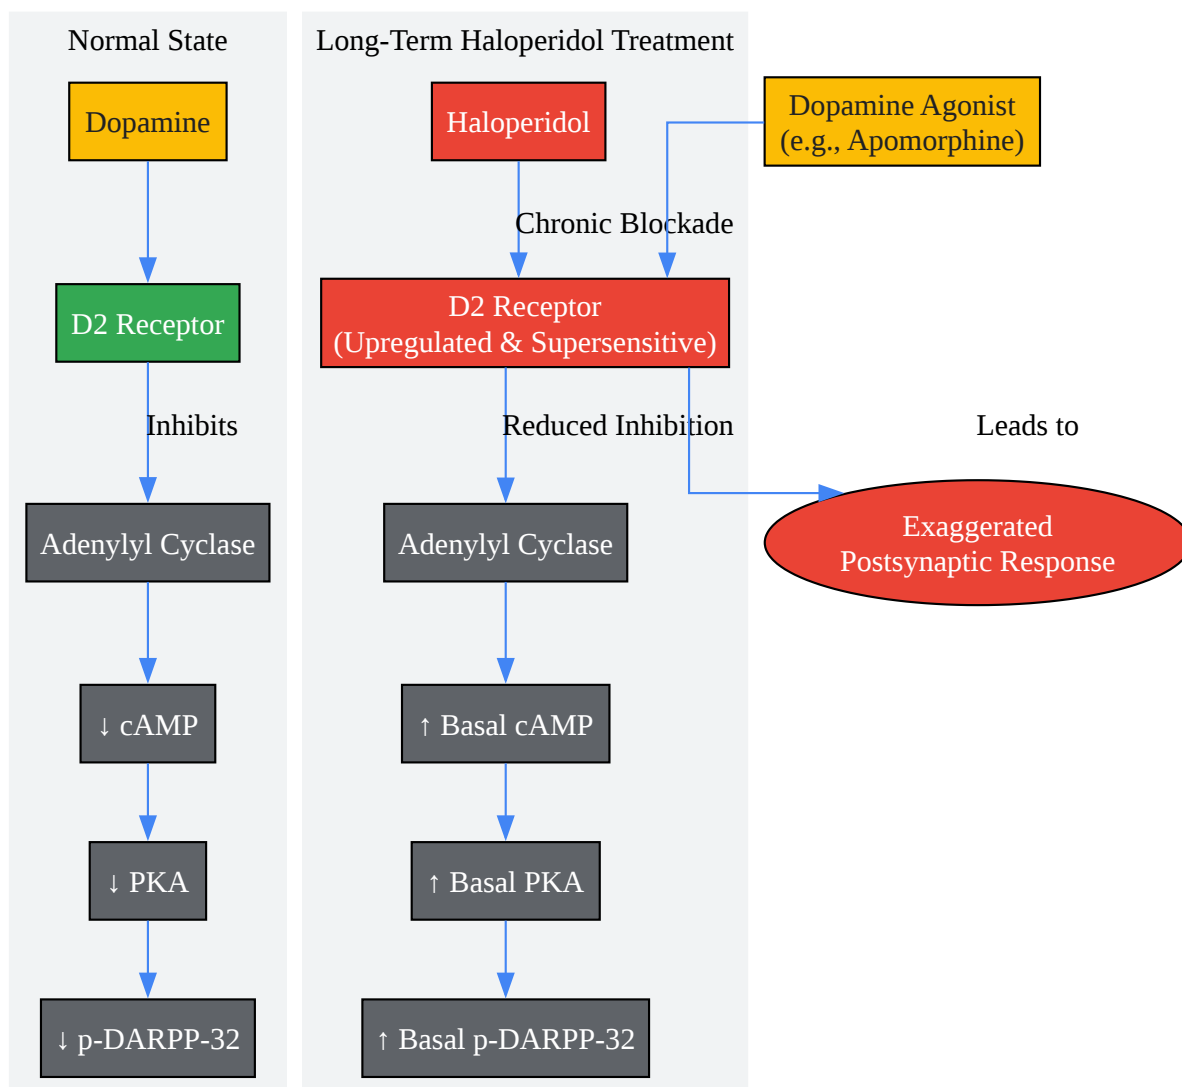 Normal State
Dopamine
D2 Receptor
Inhibits
Adenylyl Cyclase
↓ cAMP
↓ PKA
↓ p-DARPP-32
Long-Term Haloperidol Treatment
Haloperidol
Chronic Blockade
D2 Receptor
(Upregulated & Supersensitive)
Reduced Inhibition
Adenylyl Cyclase
↑ Basal cAMP
↑ Basal PKA
↑ Basal p-DARPP-32
Dopamine Agonist
(e.g., Apomorphine)
Leads to
Exaggerated
Postsynaptic Response